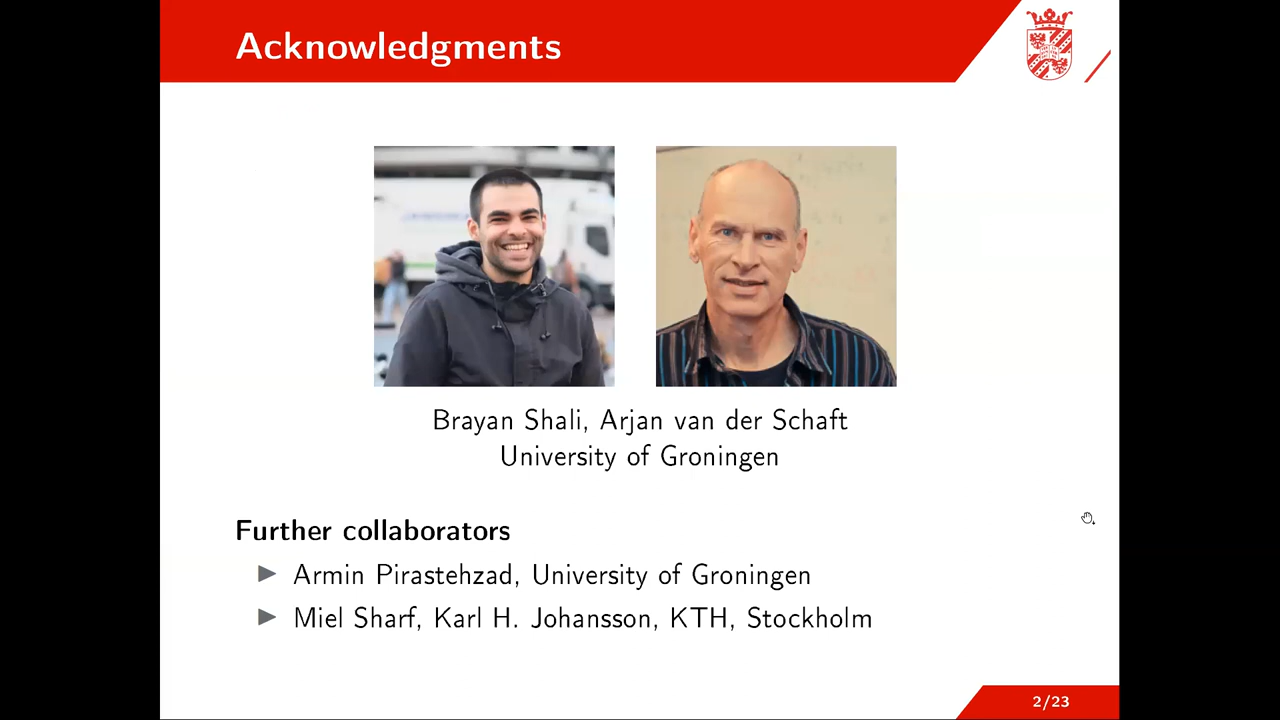 Acknowledgments
Brayan Shali, Arjan van der Schaft
University of Groningen
Further collaborators
Armin Pirastehzad, University of Groningen
Miel Sharf, Karl H. Johansson, KTH, Stockholm
2/23